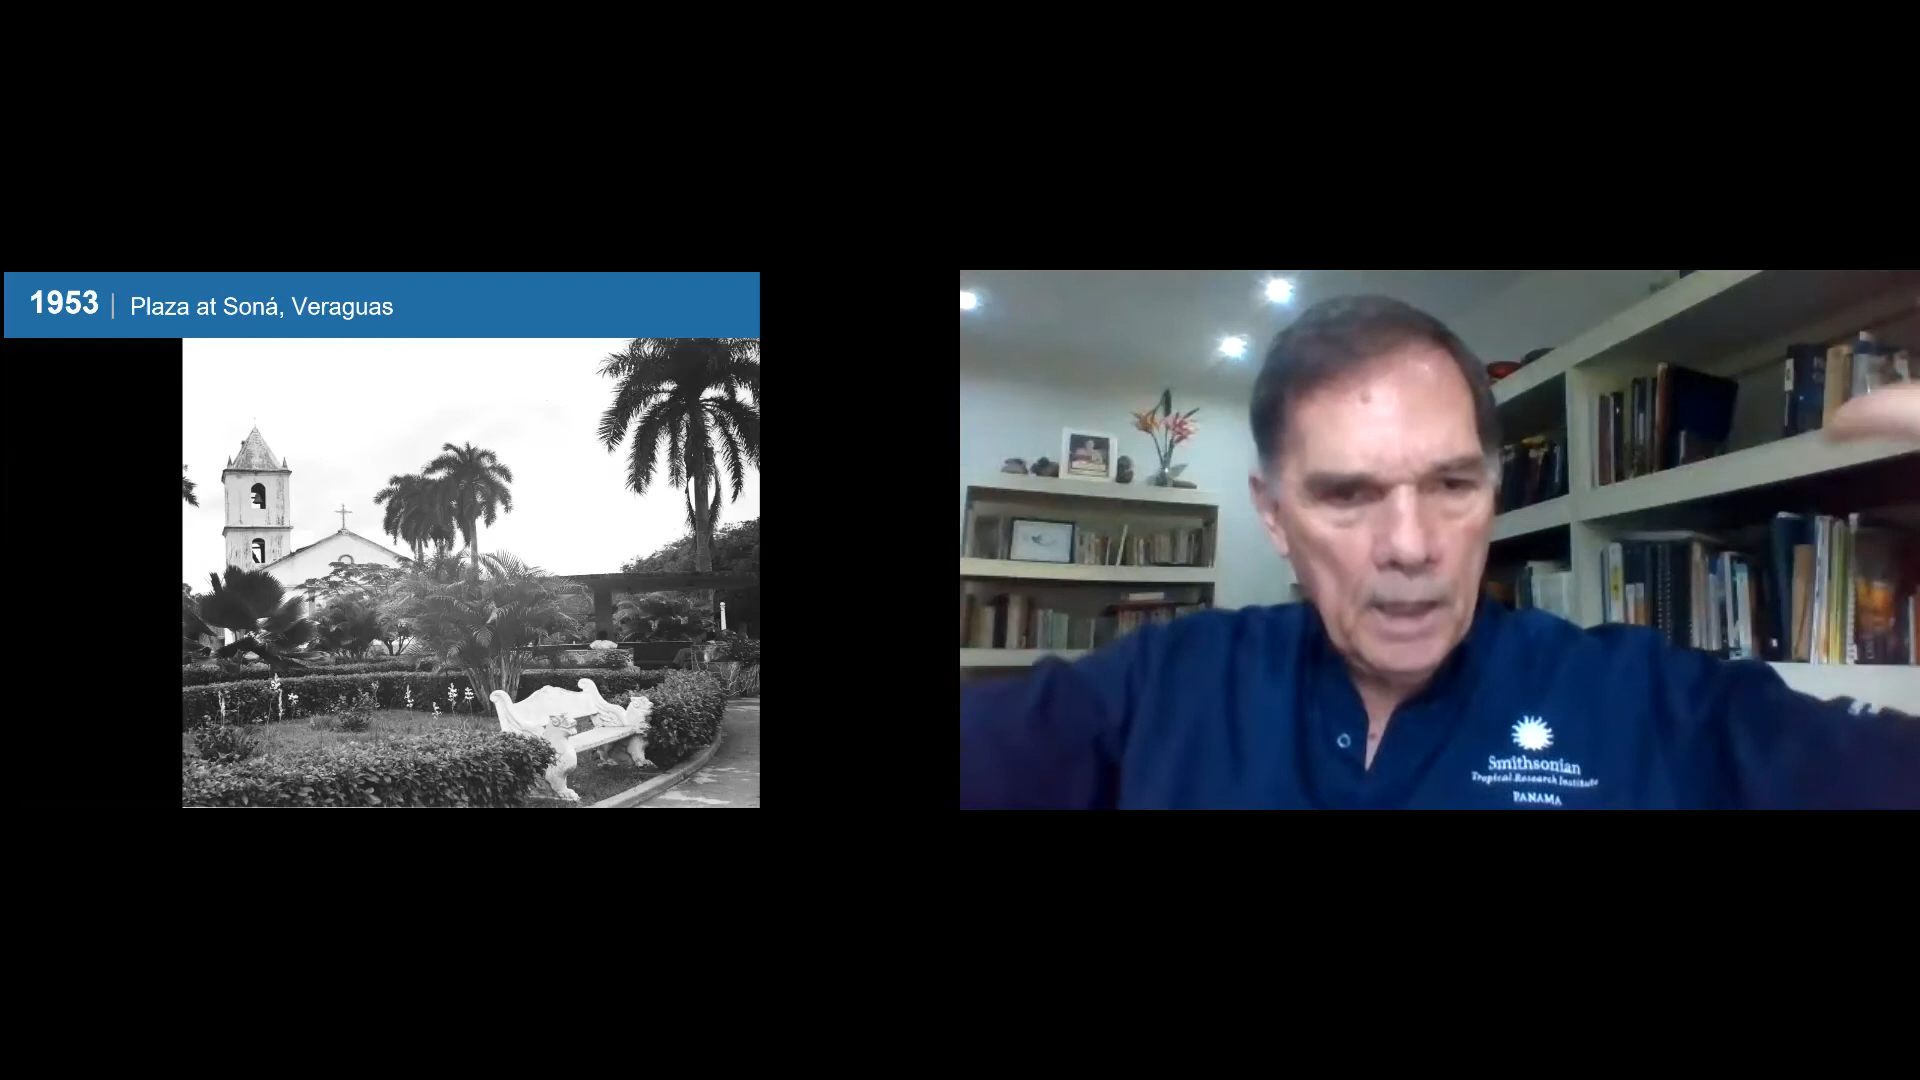 1953 | Plaza at Soná, Veraguas
Smithsonian
Tropical Research Institute
PANAMA